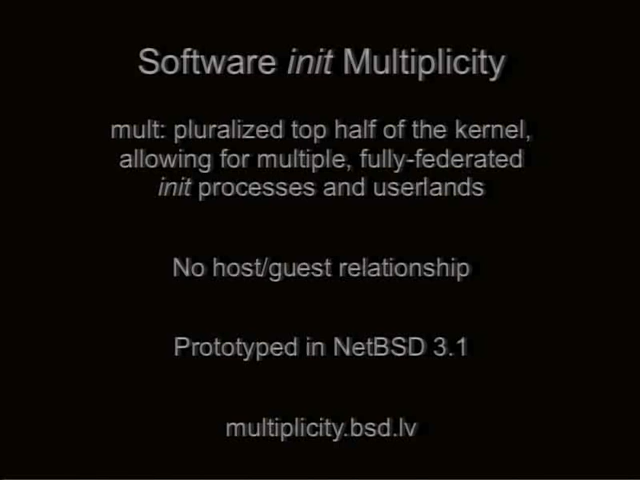 Software init Multiplicity
mult: pluralized top half of the kernel,
allowing for multiple, fully-federated
init processes and userlands
No host/guest relationship
Prototyped in NetBSD 3.1
multiplicity.bsd.lv